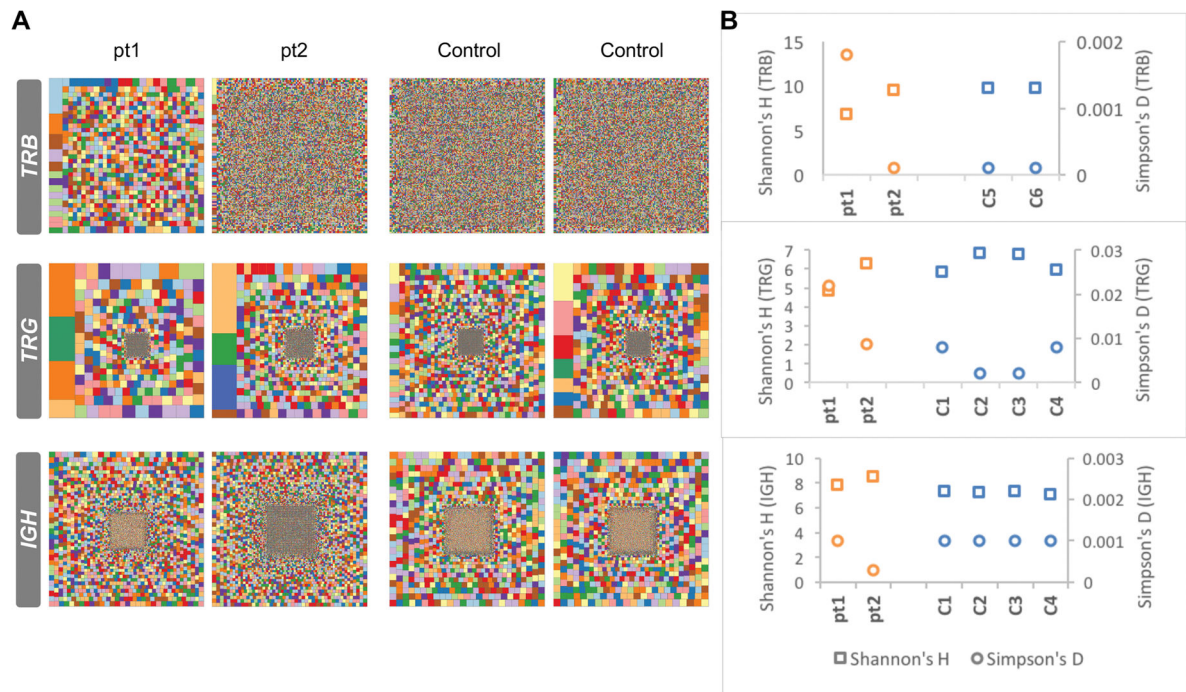 A
pt1 pt2 Control Control
TRB
TRG
IGH
B
Shannon's H (TRB)
15
10
5
0
0.002
0.001
0
Simpson's D (TRB)
pt1 pt2 C5 C6
Shannon's H (TRG)
7
6
5
4
3
2
1
0
0.03
0.02
0.01
0
Simpson's D (TRG)
pt1 pt2 C1 C2 C3 C4
Shannon's H (IGH)
10
8
6
4
2
0
0.003
0.002
0.001
0
Simpson's D (IGH)
pt1 pt2 C1 C2 C3 C4
Shannon's H Simpson's D